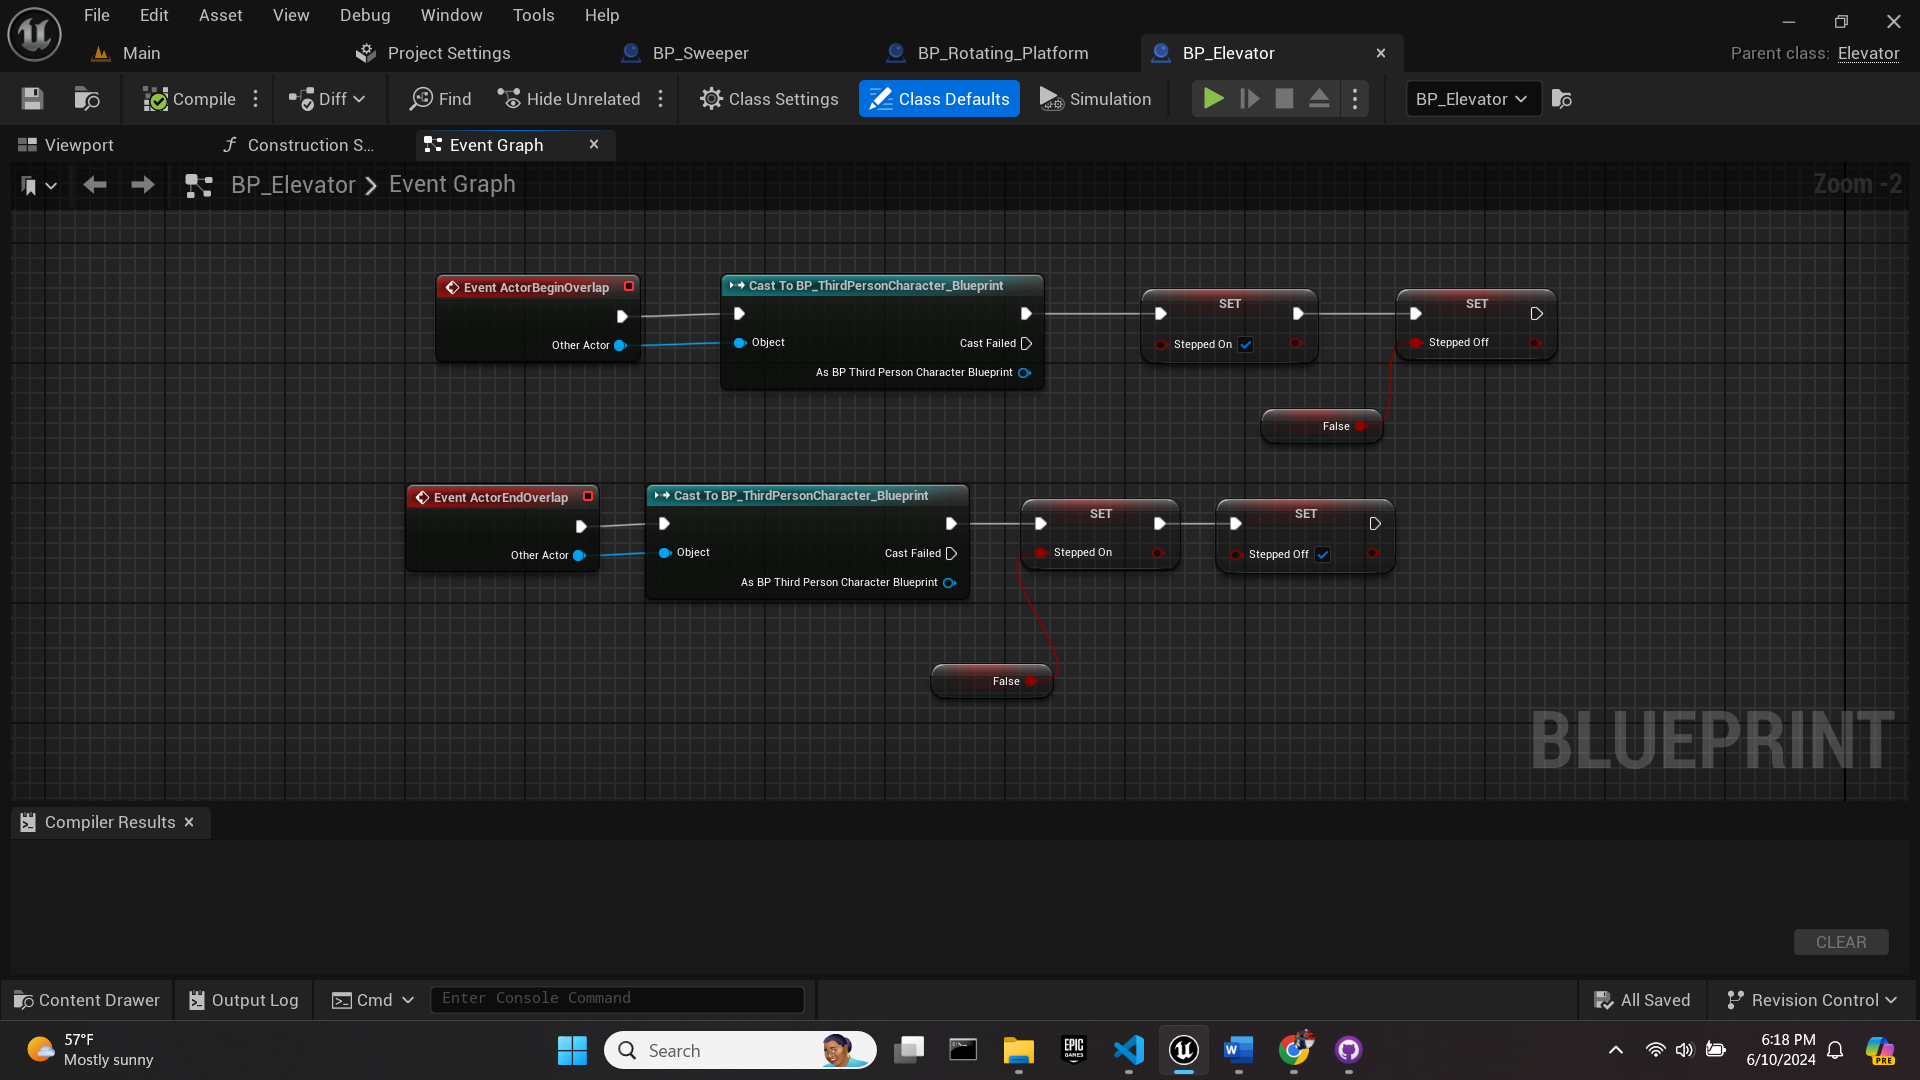 File Edit Asset View Debug Window Tools Help
Main Project Settings BP_Sweeper BP_Rotating_Platform BP_Elevator Parent class: Elevator
Compile Diff Find Hide Unrelated Class Settings Class Defaults Simulation BP_Elevator
Viewport Construction S... Event Graph
BP_Elevator Event Graph Zoom -2
Event ActorBeginOverlap
Other Actor
Cast To BP_ThirdPersonCharacter_Blueprint
Object
Cast Failed
As BP Third Person Character Blueprint
SET
Stepped On
SET
Stepped Off
False
Event ActorEndOverlap
Other Actor
Cast To BP_ThirdPersonCharacter_Blueprint
Object
Cast Failed
As BP Third Person Character Blueprint
SET
Stepped On
SET
Stepped Off
False
BLUEPRINT
Compiler Results
CLEAR
Content Drawer Output Log Cmd Enter Console Command All Saved Revision Control
57°F
Mostly sunny
Search
EPIC
GAMES
W
6:18 PM
6/10/2024
PRE